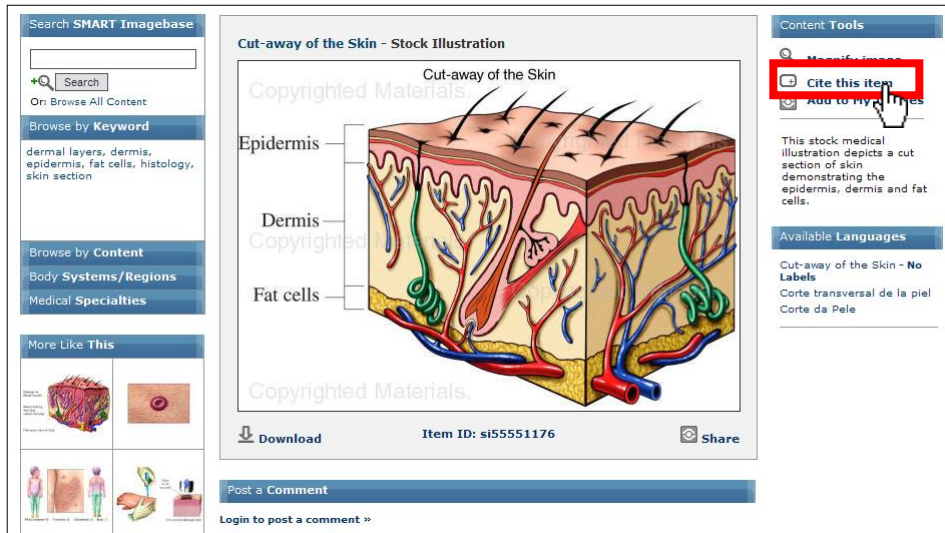 Search SMART Imagebase
Search
Or: Browse All Content
Browse by Keyword
dermal layers, dermis,
epidermis, fat cells, histology,
skin section
Browse by Content
Body Systems/Regions
Medical Specialties
More Like This
Cut-away of the Skin - Stock Illustration
Cut-away of the Skin
Copyrighted Materials.
Epidermis
Dermis
Copyrighted
Fat cells
Copyrighted Materials.
Download
Item ID: si55551176
Share
Post a Comment
Login to post a comment »
Content Tools
Magnify image
Cite this item
Add to My
This stock medical
illustration depicts a cut
section of skin
demonstrating the
epidermis, dermis and fat
cells.
Available Languages
Cut-away of the Skin - No
Labels
Corte transversal de la piel
Corte da Pele